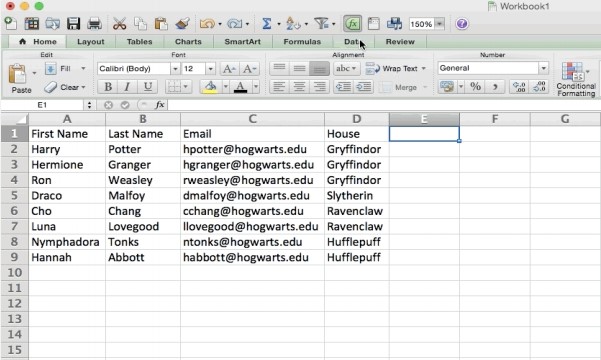 Workbook1
150%
Home Layout Tables Charts SmartArt Formulas Data Review
Edit Font Alignment Number
Fill Calibri (Body) 12 A A abc Wrap Text General
Paste Clear B I U A Merge % Conditional Formatting
E1 fx
A B C D E F G
1 First Name Last Name Email House
2 Harry Potter hpotter@hogwarts.edu Gryffindor
3 Hermione Granger hgranger@hogwarts.edu Gryffindor
4 Ron Weasley rweasley@hogwarts.edu Gryffindor
5 Draco Malfoy dmalfoy@hogwarts.edu Slytherin
6 Cho Chang cchang@hogwarts.edu Ravenclaw
7 Luna Lovegood llovegood@hogwarts.edu Ravenclaw
8 Nymphadora Tonks ntonks@hogwarts.edu Hufflepuff
9 Hannah Abbott habbott@hogwarts.edu Hufflepuff
10
11
12
13
14
15